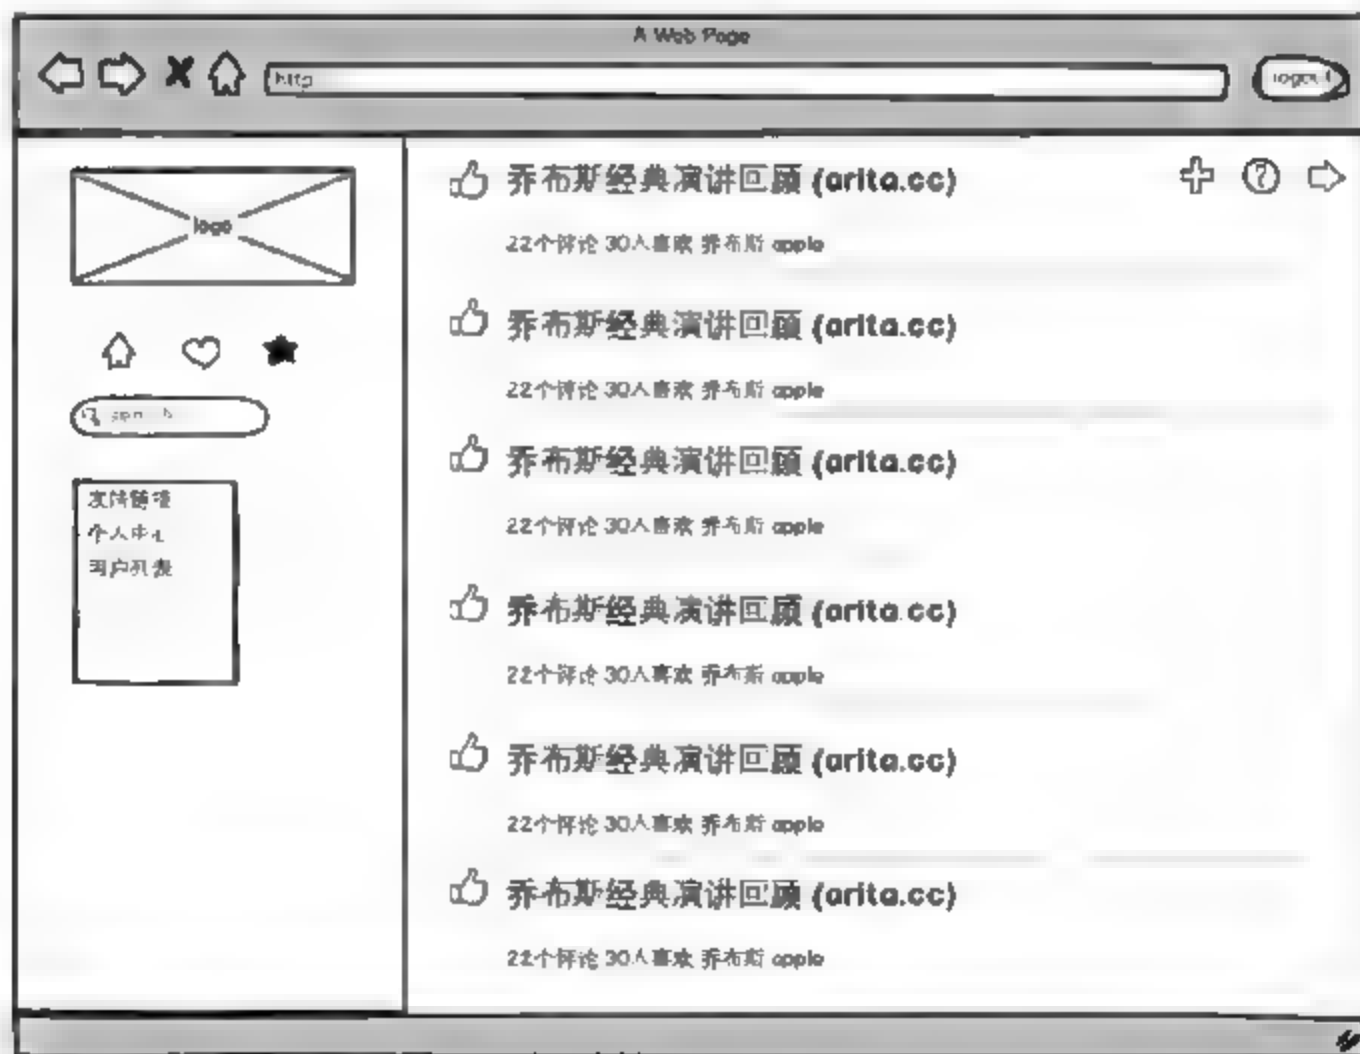 A Web Page
http
logout
logo
search
发信链接
个人中心
用户列表
乔布斯经典演讲回顾 (arita.cc)
22个评论 30人喜欢 乔布斯 apple
乔布斯经典演讲回顾 (arita.cc)
22个评论 30人喜欢 乔布斯 apple
乔布斯经典演讲回顾 (arita.cc)
22个评论 30人喜欢 乔布斯 apple
乔布斯经典演讲回顾 (arita.cc)
22个评论 30人喜欢 乔布斯 apple
乔布斯经典演讲回顾 (arita.cc)
22个评论 30人喜欢 乔布斯 apple
乔布斯经典演讲回顾 (arita.cc)
22个评论 30人喜欢 乔布斯 apple